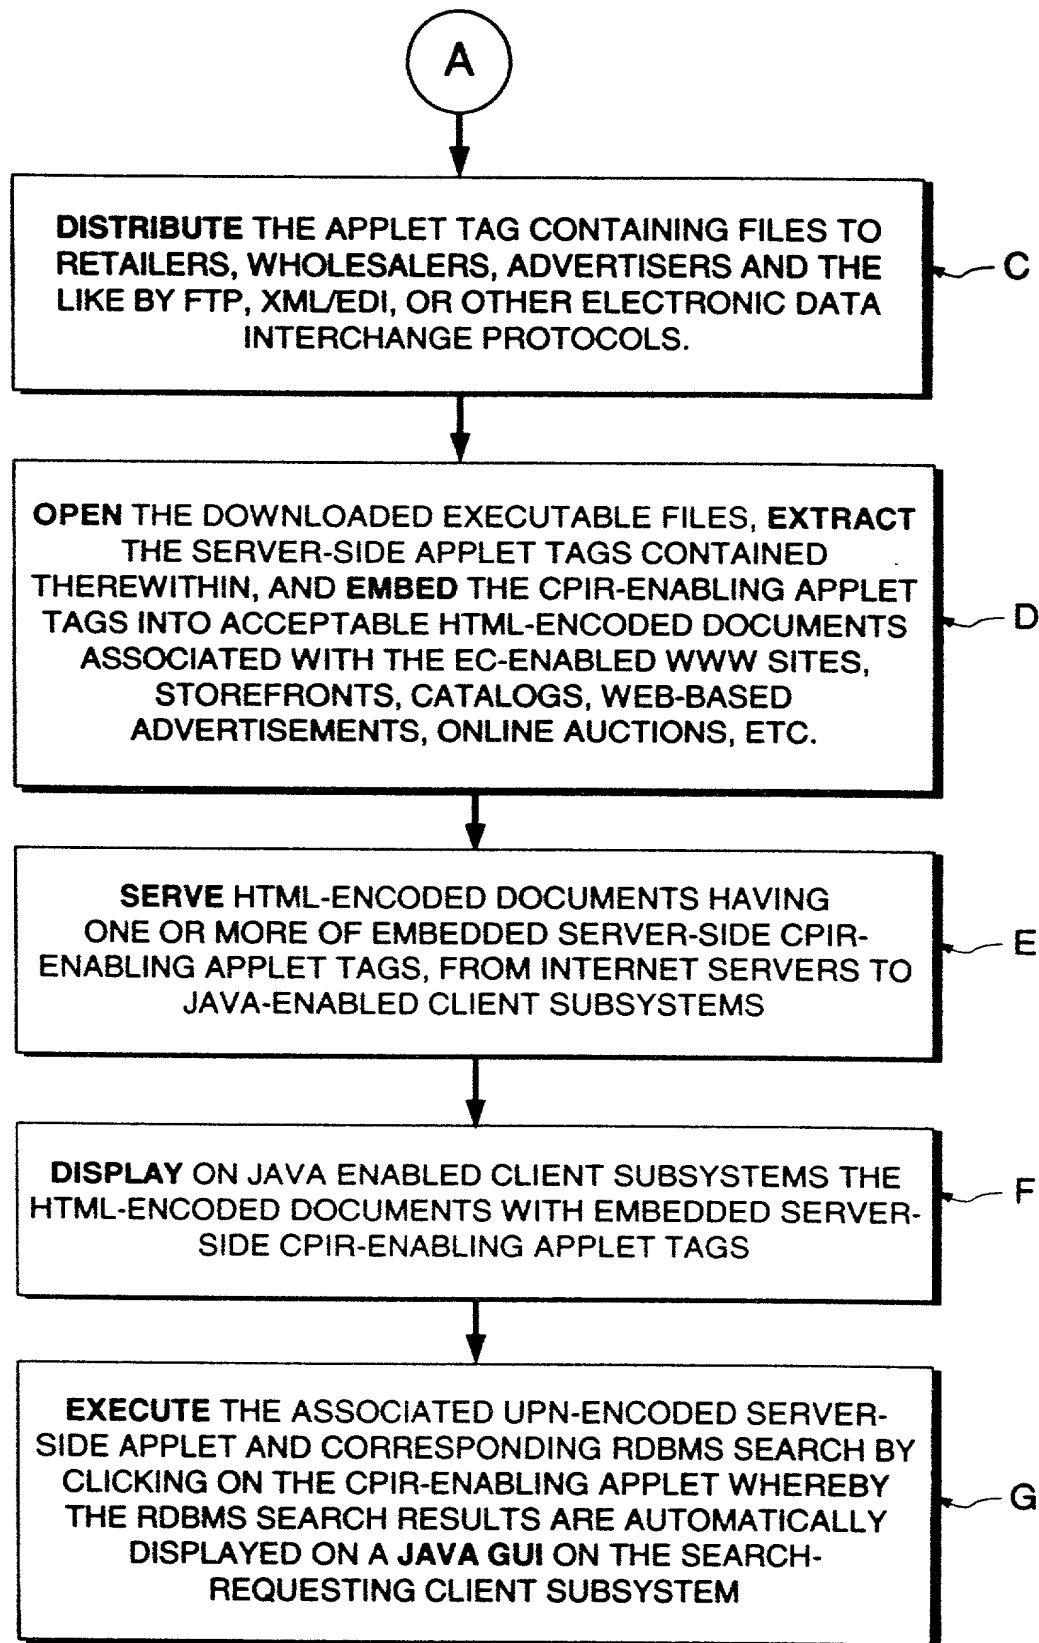 A
DISTRIBUTE THE APPLET TAG CONTAINING FILES TO
RETAILERS, WHOLESALERS, ADVERTISERS AND THE
LIKE BY FTP, XML/EDI, OR OTHER ELECTRONIC DATA
INTERCHANGE PROTOCOLS.
C
OPEN THE DOWNLOADED EXECUTABLE FILES, EXTRACT
THE SERVER-SIDE APPLET TAGS CONTAINED
THEREWITHIN, AND EMBED THE CPIR-ENABLING APPLET
TAGS INTO ACCEPTABLE HTML-ENCODED DOCUMENTS
ASSOCIATED WITH THE EC-ENABLED WWW SITES,
STOREFRONTS, CATALOGS, WEB-BASED
ADVERTISEMENTS, ONLINE AUCTIONS, ETC.
D
SERVE HTML-ENCODED DOCUMENTS HAVING
ONE OR MORE OF EMBEDDED SERVER-SIDE CPIR-
ENABLING APPLET TAGS, FROM INTERNET SERVERS TO
JAVA-ENABLED CLIENT SUBSYSTEMS
E
DISPLAY ON JAVA ENABLED CLIENT SUBSYSTEMS THE
HTML-ENCODED DOCUMENTS WITH EMBEDDED SERVER-
SIDE CPIR-ENABLING APPLET TAGS
F
EXECUTE THE ASSOCIATED UPN-ENCODED SERVER-
SIDE APPLET AND CORRESPONDING RDBMS SEARCH BY
CLICKING ON THE CPIR-ENABLING APPLET WHEREBY
THE RDBMS SEARCH RESULTS ARE AUTOMATICALLY
DISPLAYED ON A JAVA GUI ON THE SEARCH-
REQUESTING CLIENT SUBSYSTEM
G